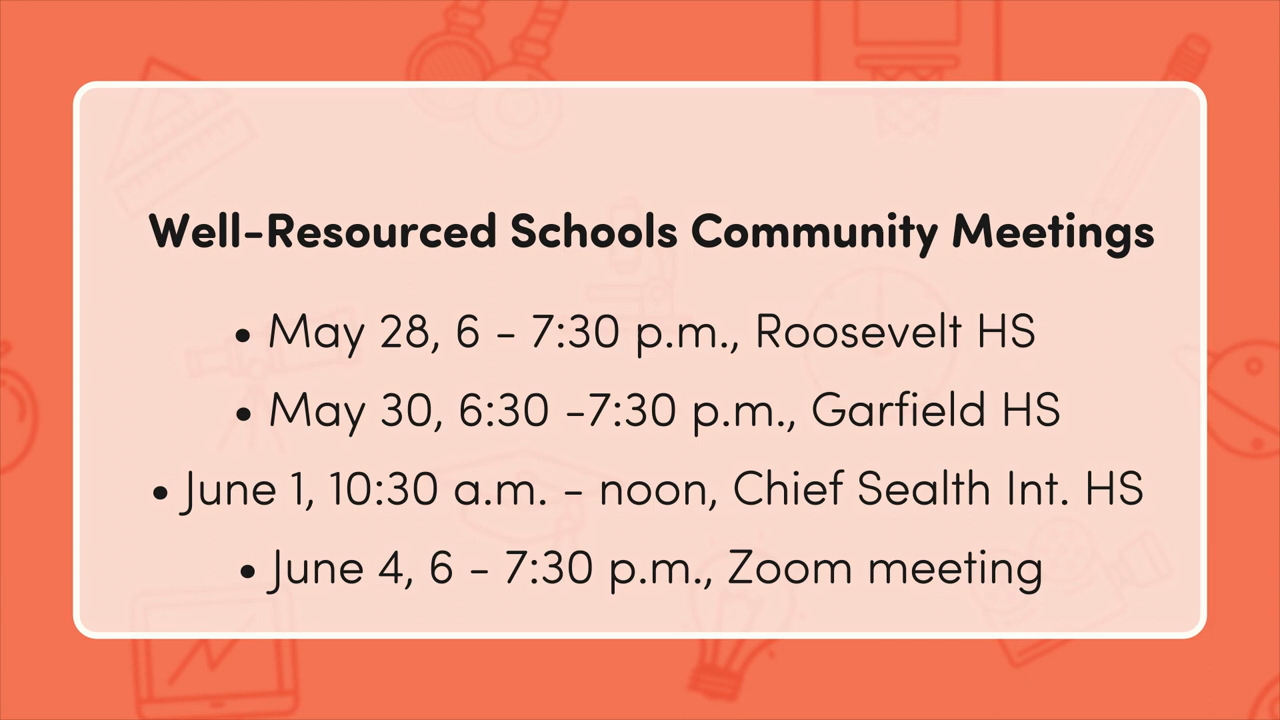 Well-Resourced Schools Community Meetings
• May 28, 6 - 7:30 p.m., Roosevelt HS
• May 30, 6:30 -7:30 p.m., Garfield HS
• June 1, 10:30 a.m. - noon, Chief Sealth Int. HS
• June 4, 6 - 7:30 p.m., Zoom meeting